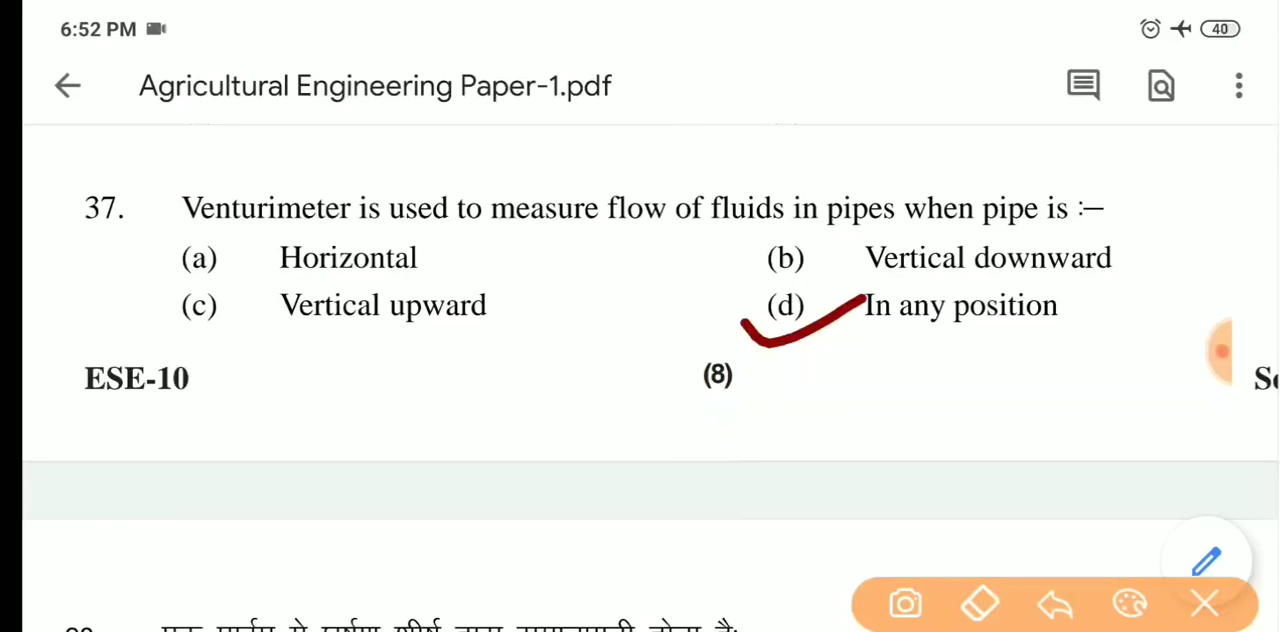 6:52 PM 40
Agricultural Engineering Paper-1.pdf
37. Venturimeter is used to measure flow of fluids in pipes when pipe is :–
(a) Horizontal (b) Vertical downward
(c) Vertical upward (d) In any position
ESE-10 (8)